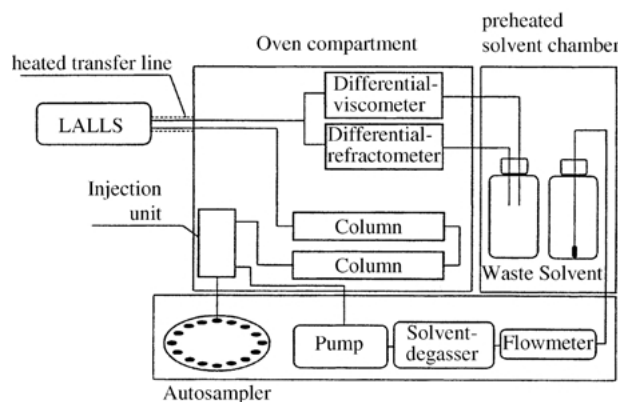 preheated
solvent chamber
Oven compartment
heated transfer line
LALLS
Differential-
viscometer
Differential-
refractometer
Injection
unit
Column
Column
Waste
Solvent
Pump
Solvent-
degasser
Flowmeter
Autosampler